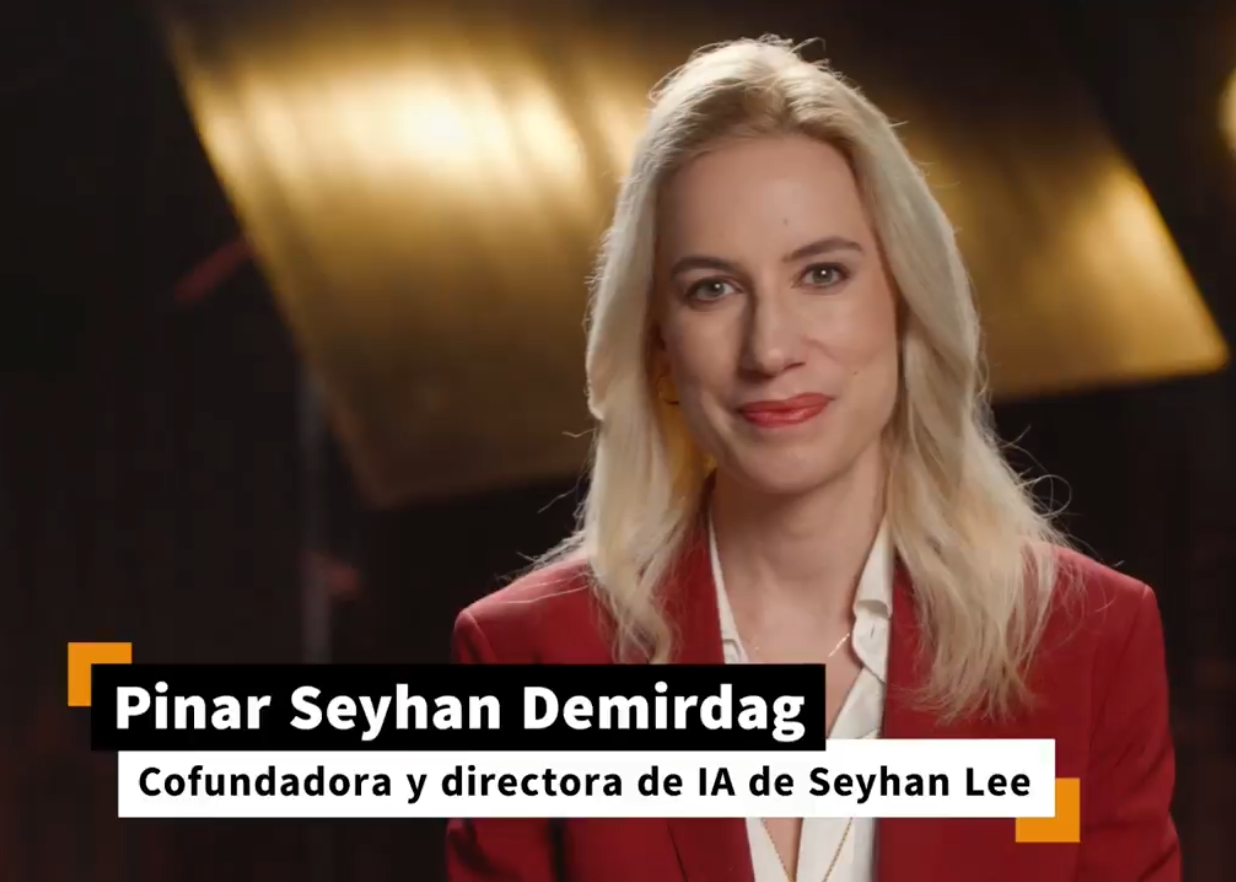 Pinar Seyhan Demirdag
Cofundadora y directora de IA de Seyhan Lee